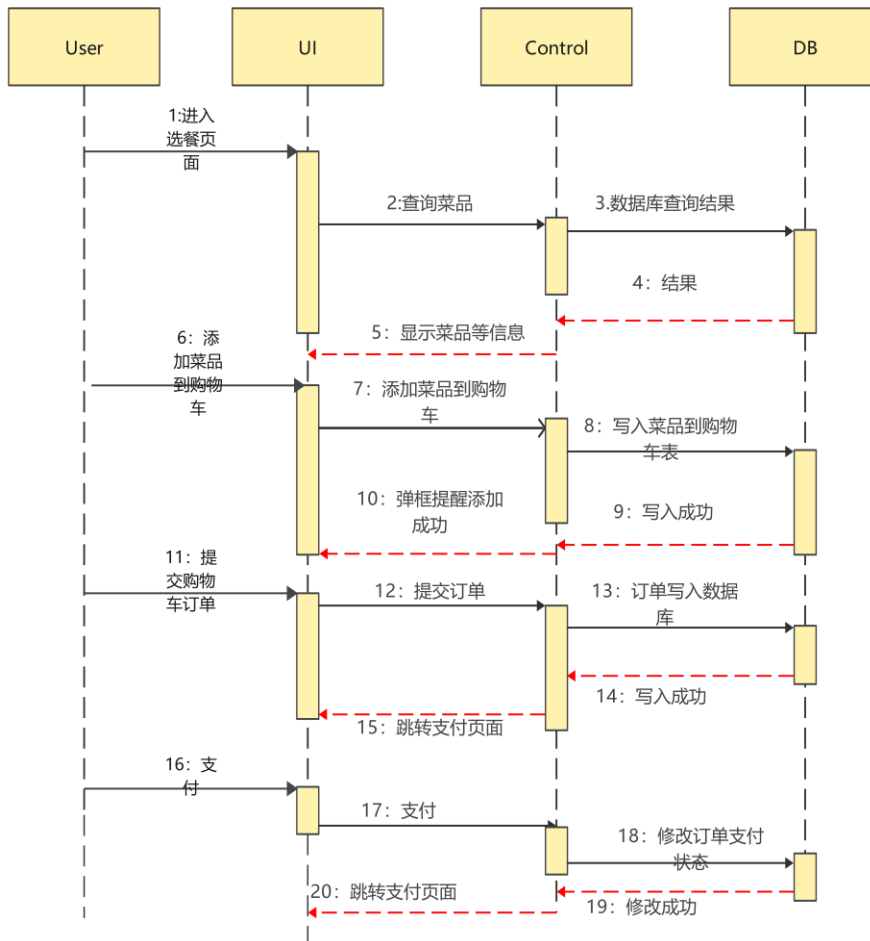 User
UI
Control
DB
1:进入
选餐页
面
2:查询菜品
3.数据库查询结果
4：结果
5：显示菜品等信息
6：添
加菜品
到购物
车
7：添加菜品到购物
车
8：写入菜品到购物
车表
9：写入成功
10：弹框提醒添加
成功
11：提
交购物
车订单
12：提交订单
13：订单写入数据
库
14：写入成功
15：跳转支付页面
16：支
付
17：支付
18：修改订单支付
状态
19：修改成功
20：跳转支付页面